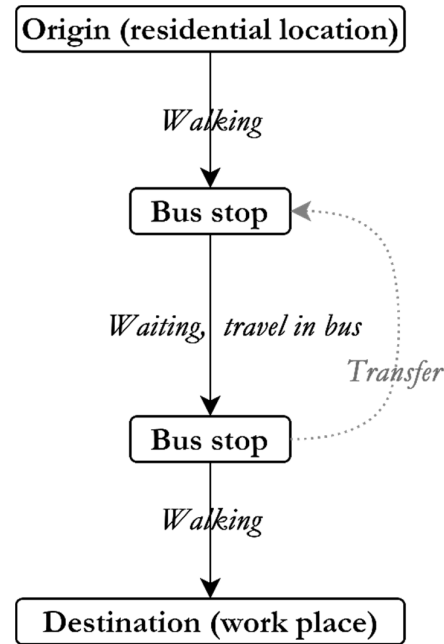 Origin (residential location)
Walking
Bus stop
Waiting, travel in bus
Transfer
Bus stop
Walking
Destination (work place)